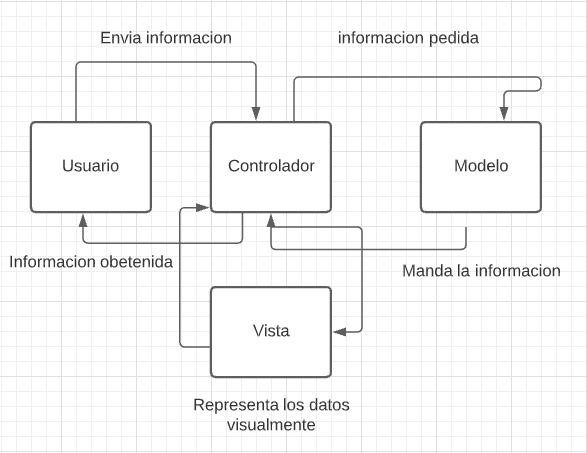 Envia informacion
informacion pedida
Usuario
Controlador
Modelo
Informacion obetenida
Manda la informacion
Vista
Representa los datos
visualmente